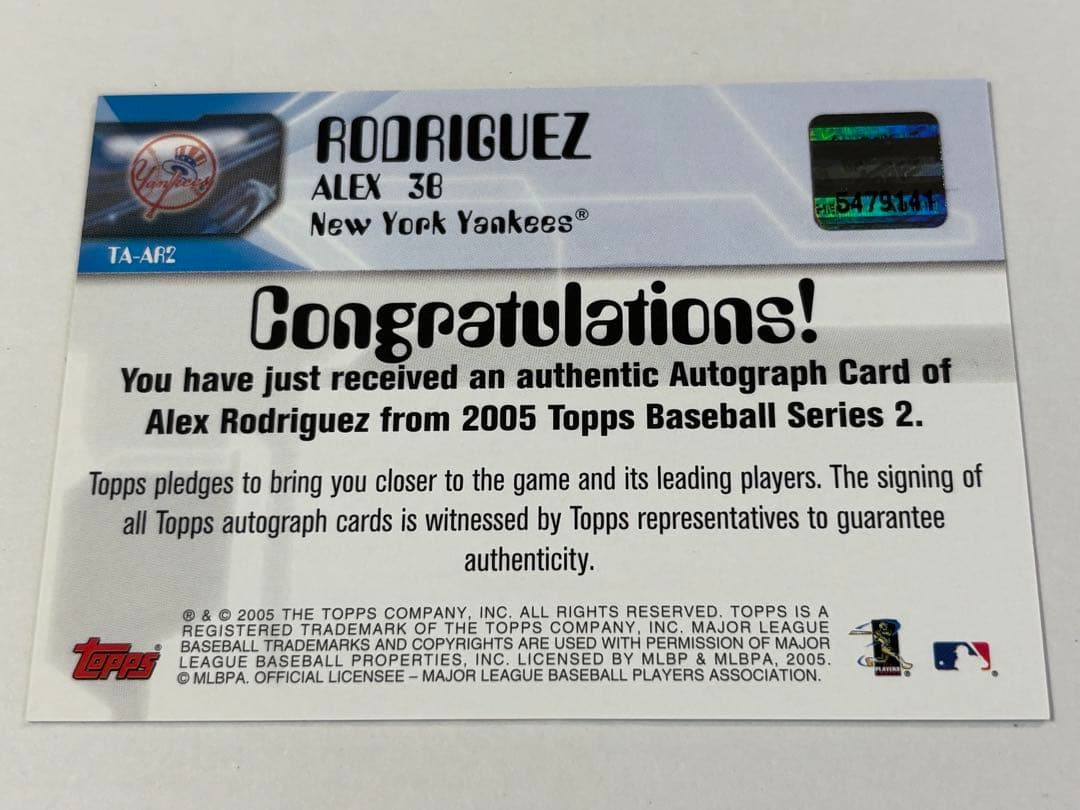 Yankees
RODRIGUEZ
ALEX 3B
New York Yankees®
TA-AR2
5479141
Congratulations!
You have just received an authentic Autograph Card of
Alex Rodriguez from 2005 Topps Baseball Series 2.
Topps pledges to bring you closer to the game and its leading players. The signing of
all Topps autograph cards is witnessed by Topps representatives to guarantee
authenticity.
® & © 2005 THE TOPPS COMPANY, INC. ALL RIGHTS RESERVED. TOPPS IS A
REGISTERED TRADEMARK OF THE TOPPS COMPANY, INC. MAJOR LEAGUE
BASEBALL TRADEMARKS AND COPYRIGHTS ARE USED WITH PERMISSION OF MAJOR
LEAGUE BASEBALL PROPERTIES, INC. LICENSED BY MLBP & MLBPA, 2005.
© MLBPA. OFFICIAL LICENSEE – MAJOR LEAGUE BASEBALL PLAYERS ASSOCIATION.
Topps®
PLAYERS ®
®